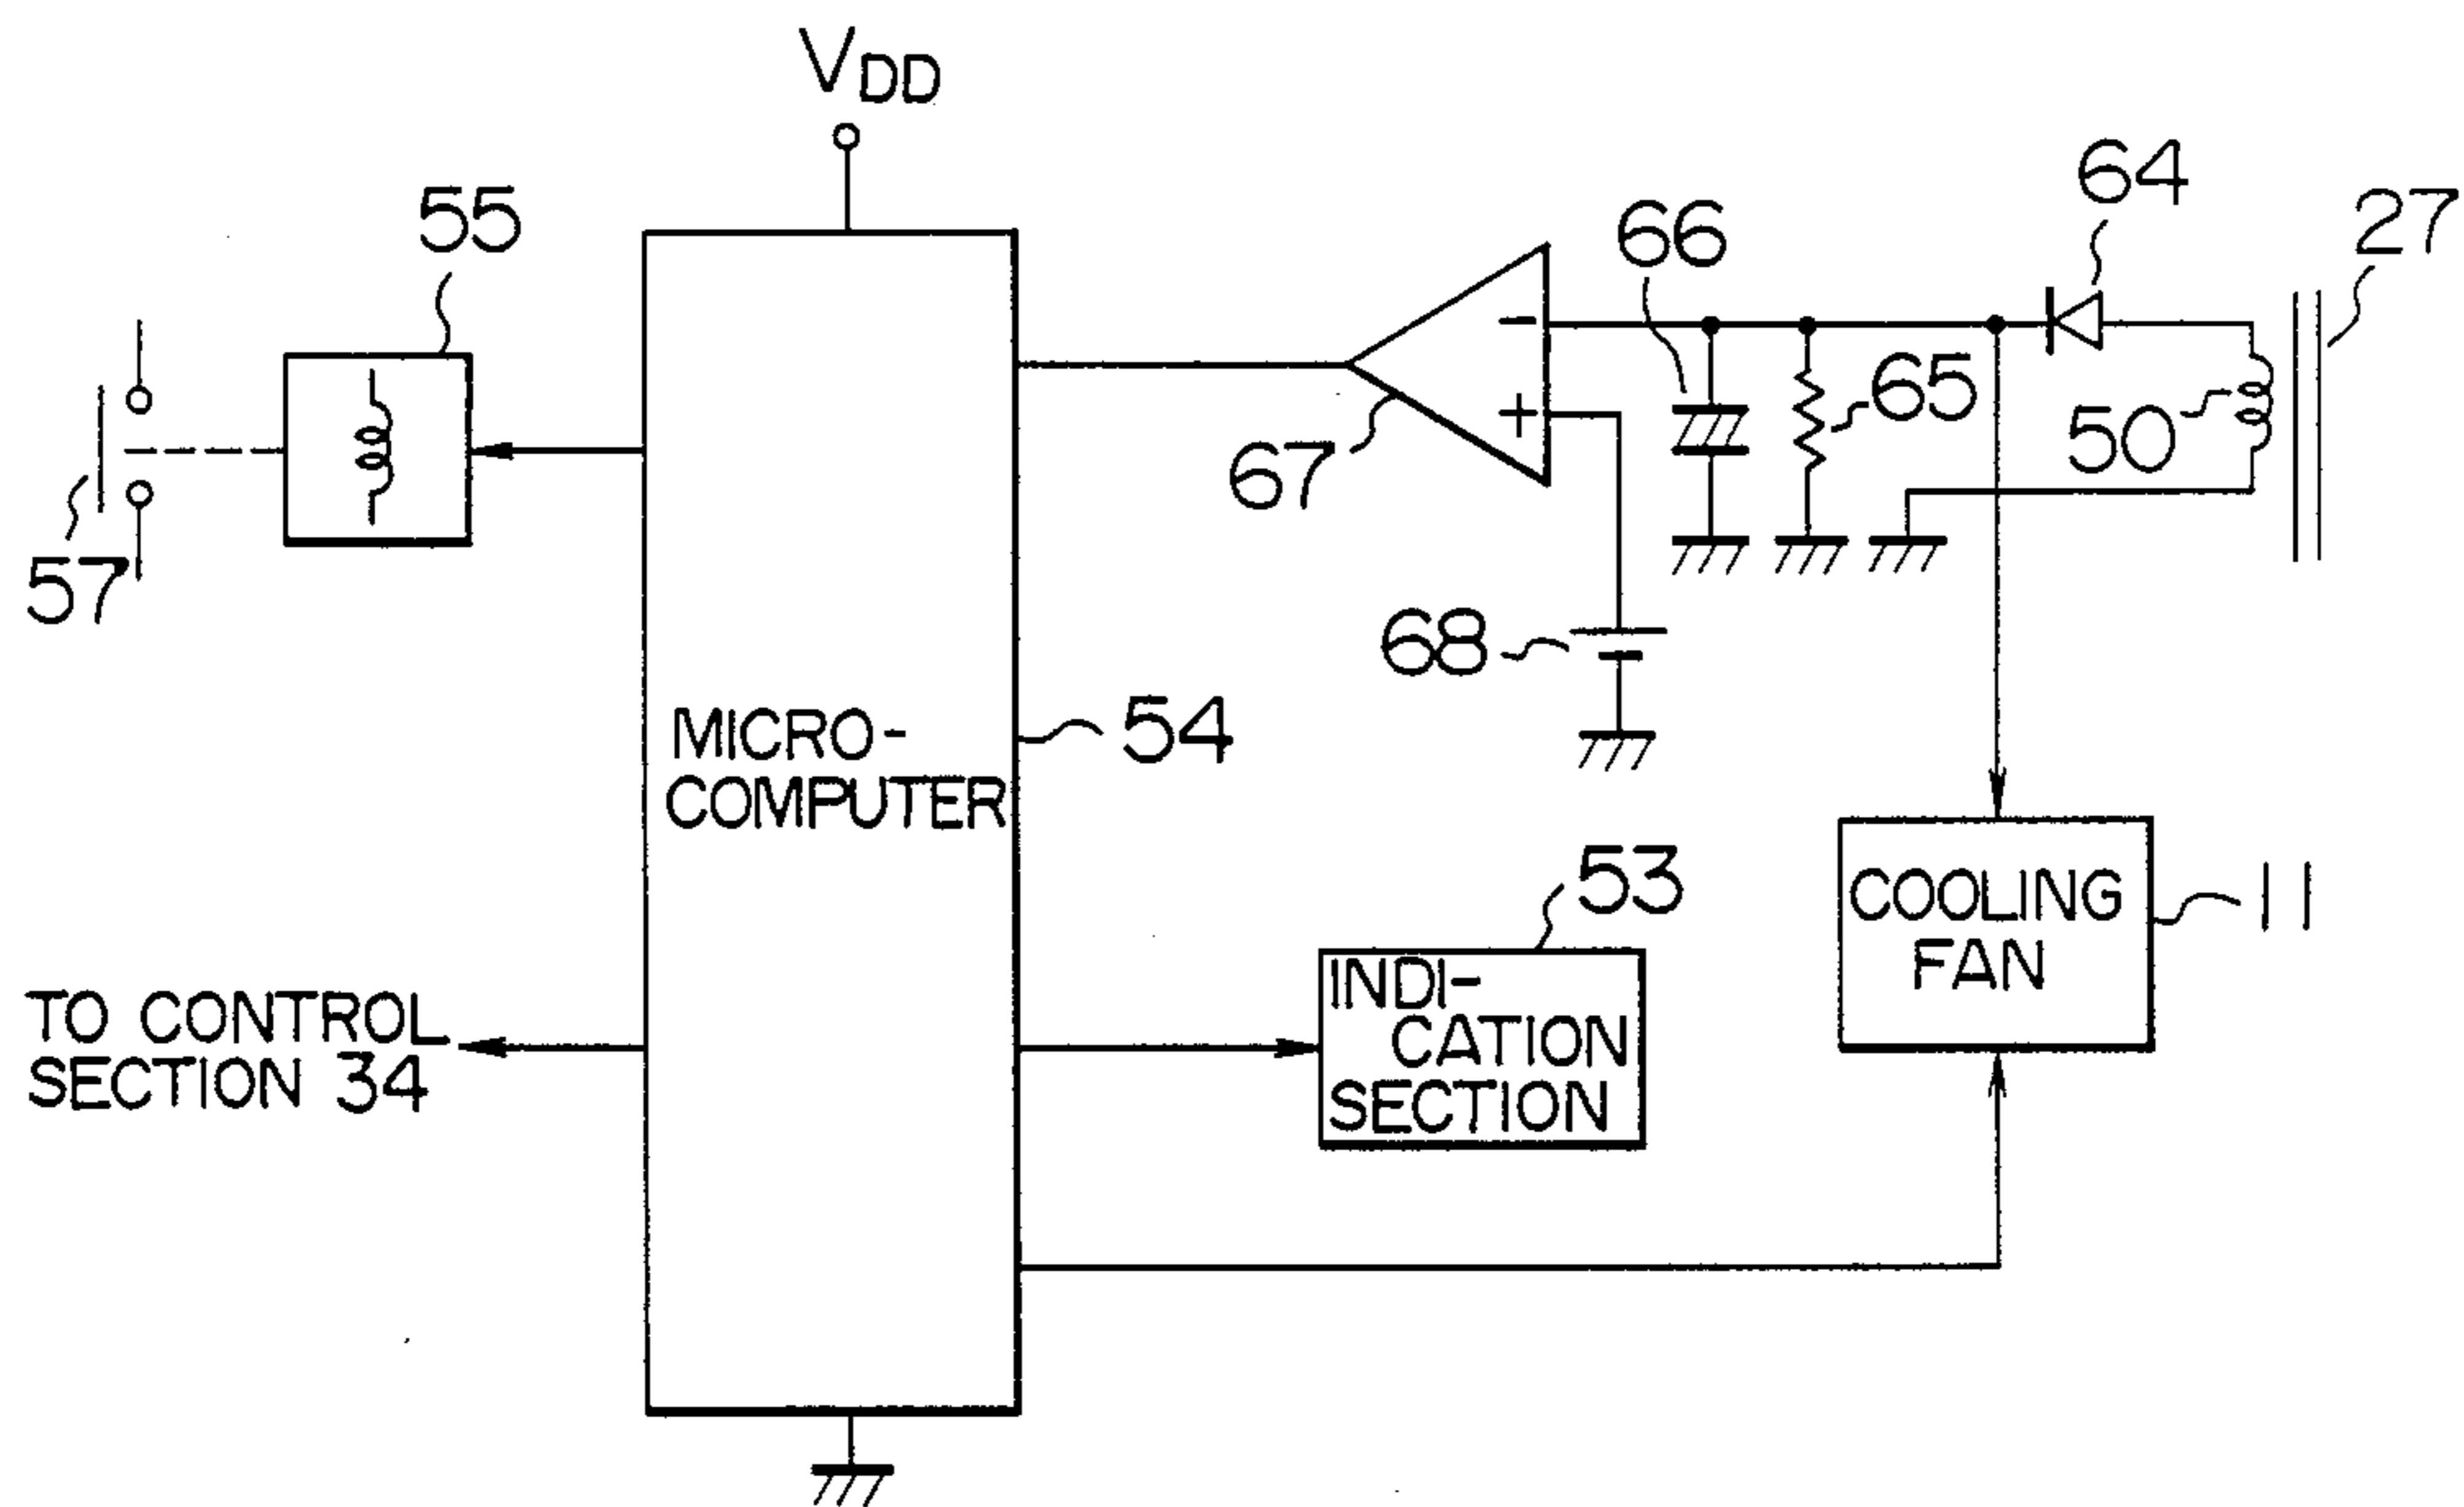 VDD
55
64
27
66
65
50
-
+
67
57
68
54
MICRO-
COMPUTER
53
COOLING
FAN
11
INDI-
CATION
SECTION
TO CONTROL
SECTION 34